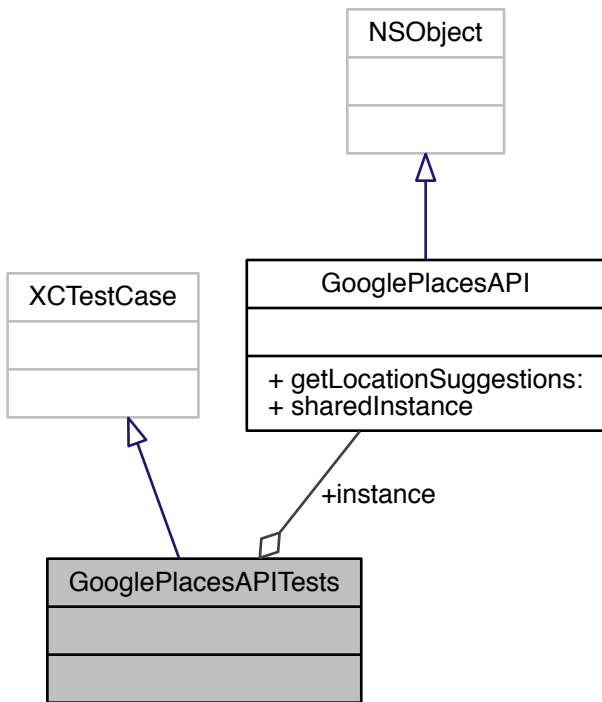 NSObject
GooglePlacesAPI
+ getLocationSuggestions:
+ sharedInstance
XCTestCase
+instance
GooglePlacesAPITests